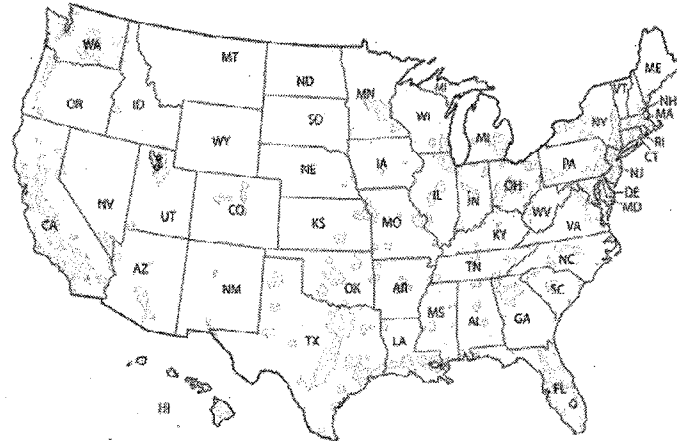 WA
MT
ND
MN
OR
ID
SD
WI
MI
MI
WY
IA
NE
NV
UT
CO
KS
MO
IL
IN
OH
PA
NY
VT
ME
NH
MA
RI
CT
NJ
DE
MD
WV
VA
KY
CA
AZ
NM
OK
AR
TN
NC
SC
TX
LA
MS
AL
GA
FL
HI